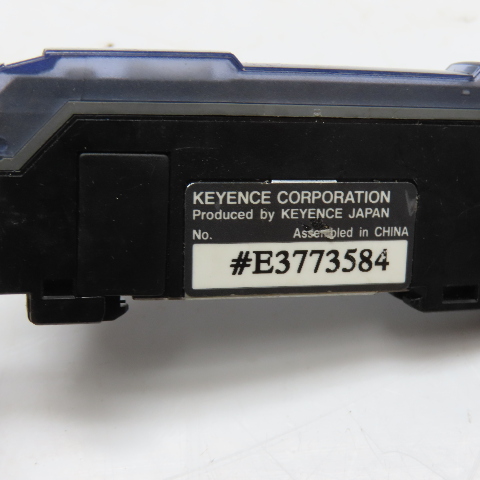 KEYENCE CORPORATION
Produced by KEYENCE JAPAN
No. Assembled in CHINA
#E3773584